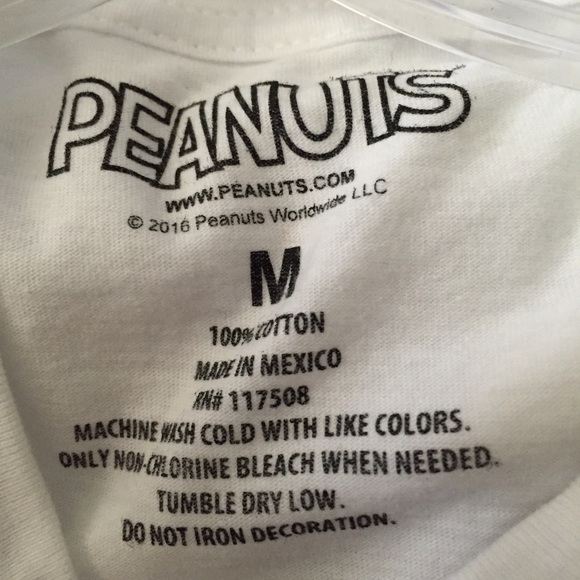 PEANUTS
WWW.PEANUTS.COM
© 2016 Peanuts Worldwide LLC
M
100% COTTON
MADE IN MEXICO
RN# 117508
MACHINE WASH COLD WITH LIKE COLORS.
ONLY NON-CHLORINE BLEACH WHEN NEEDED.
TUMBLE DRY LOW.
DO NOT IRON DECORATION.